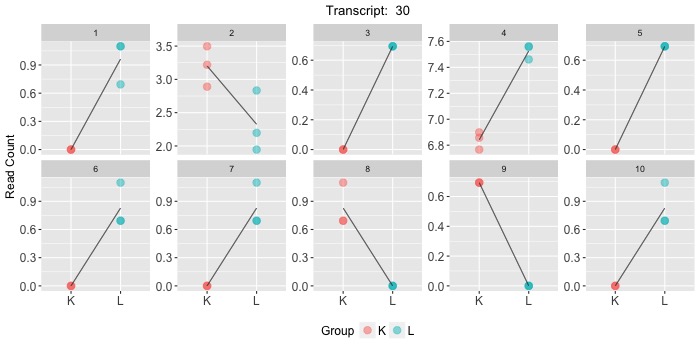 Transcript: 30
1 2 3 4 5
0.9 0.6 0.3 0.0
3.5 3.0 2.5 2.0
0.6 0.4 0.2 0.0
7.6 7.4 7.2 7.0 6.8
0.6 0.4 0.2 0.0
Read Count
6 7 8 9 10
0.9 0.6 0.3 0.0
0.9 0.6 0.3 0.0
0.9 0.6 0.3 0.0
0.6 0.4 0.2 0.0
0.9 0.6 0.3 0.0
K L K L K L K L K L
Group K L